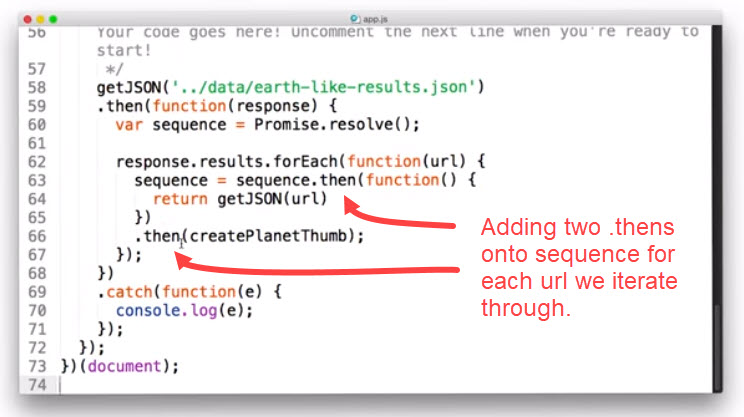 app.js
56 Your code goes here! Uncomment the next line when you're ready to
start!
57 */
58 getJSON('../data/earth-like-results.json')
59 .then(function(response) {
60 var sequence = Promise.resolve();
61
62 response.results.forEach(function(url) {
63 sequence = sequence.then(function() {
64 return getJSON(url)
65 })
66 .then(createPlanetThumb);
67 });
68 })
69 .catch(function(e) {
70 console.log(e);
71 });
72 });
73 })(document);
74
Adding two .thens
onto sequence for
each url we iterate
through.